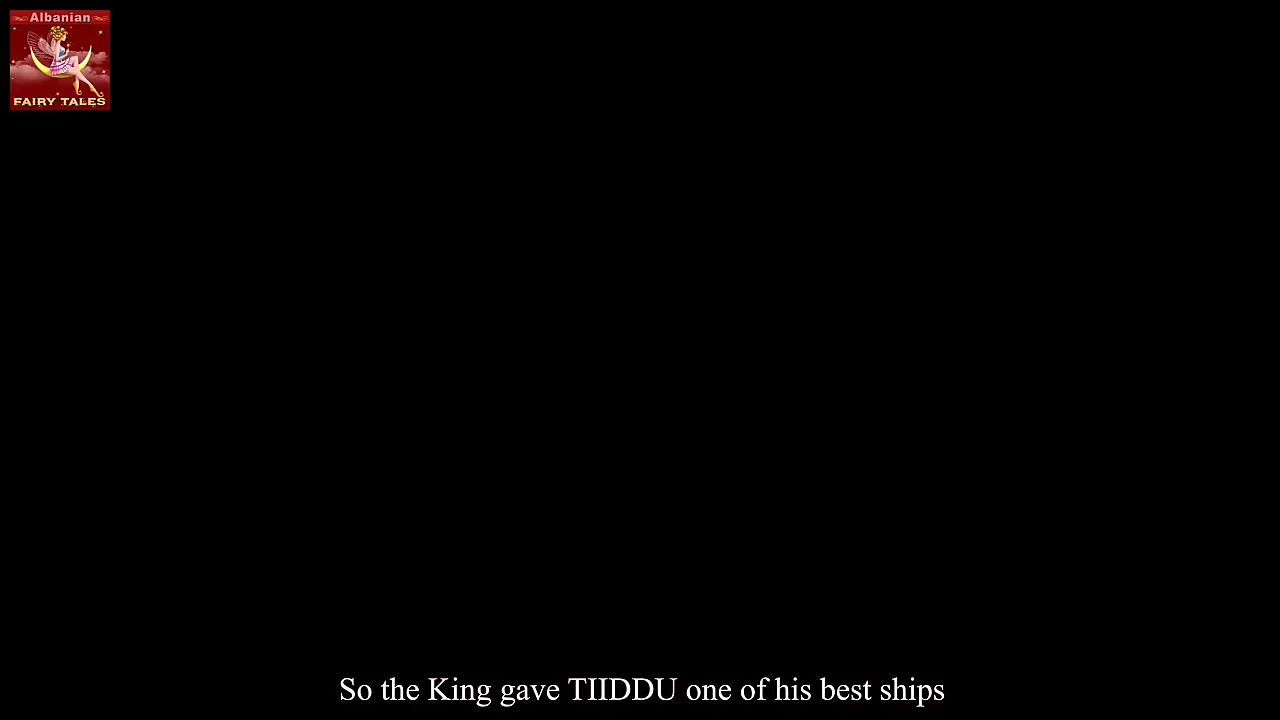 Albanian
FAIRY TALES
So the King gave TIIDDU one of his best ships